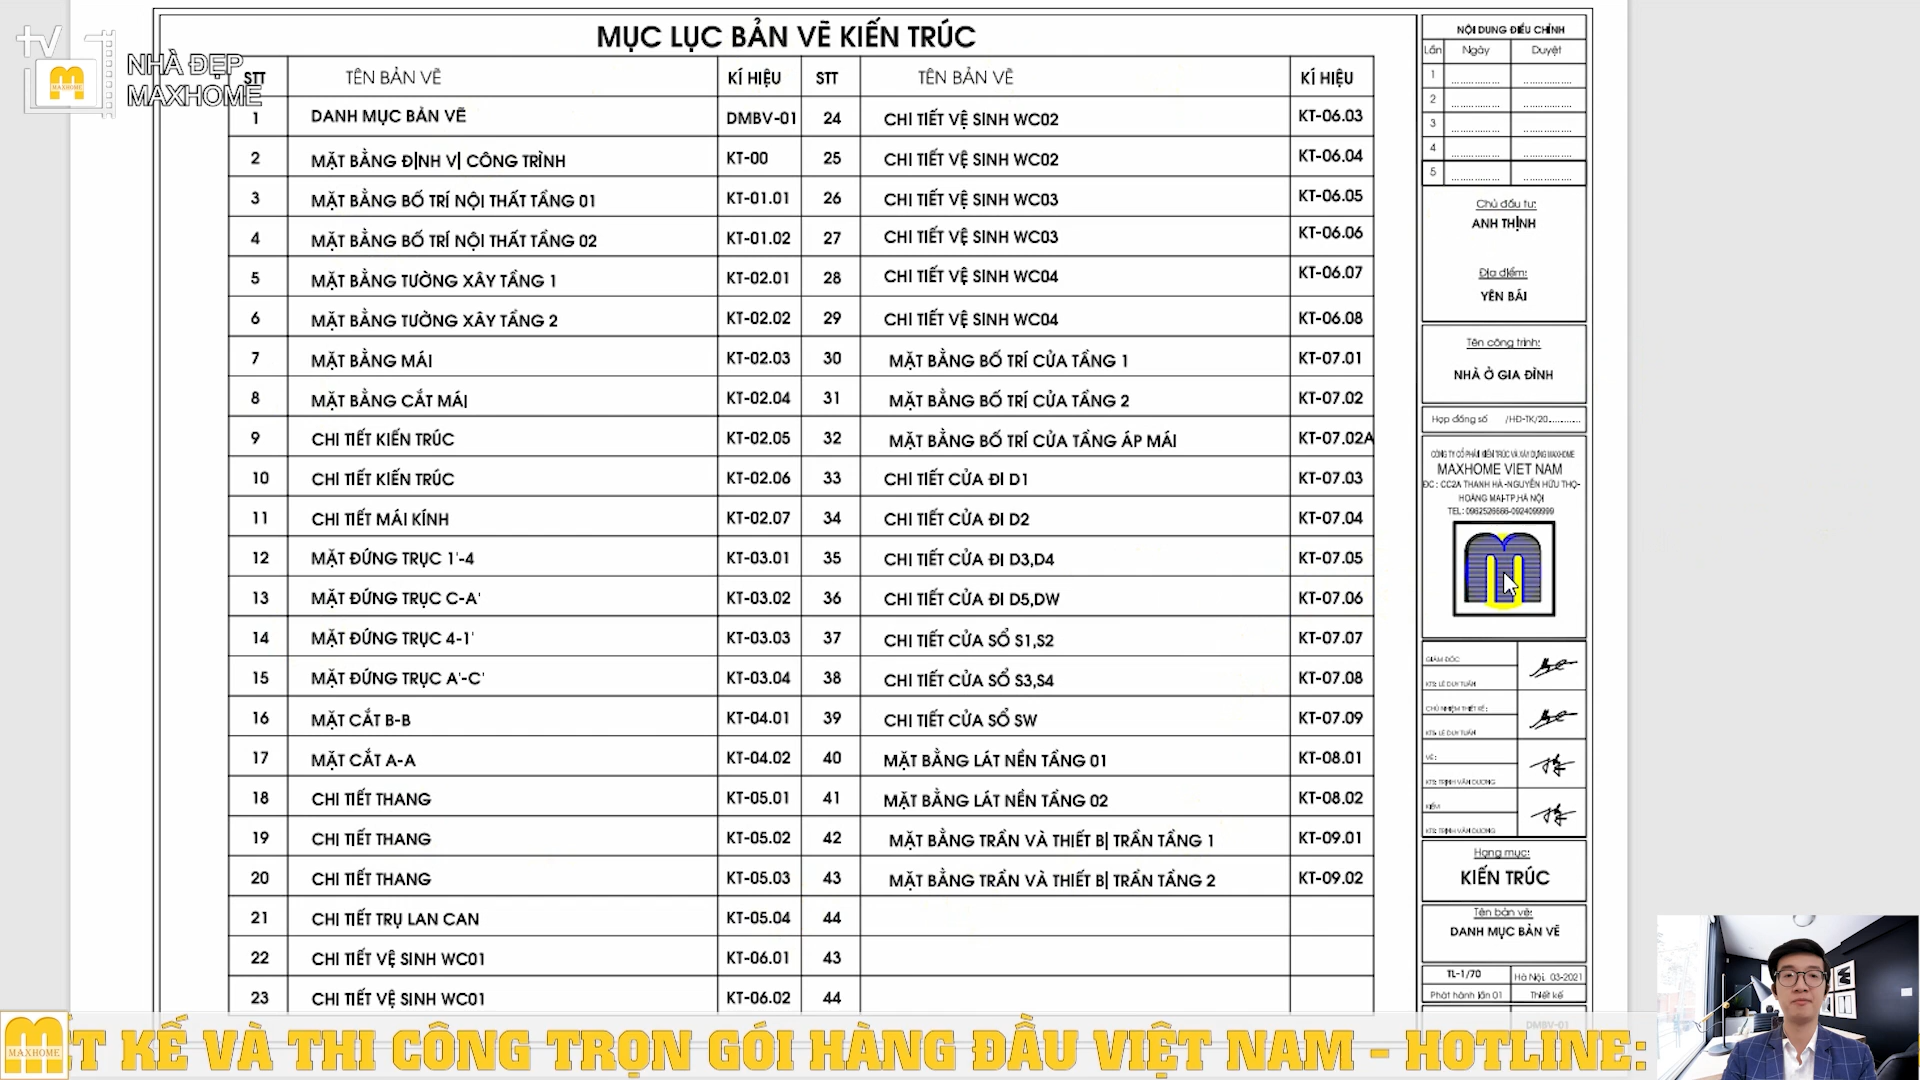 MỤC LỤC BẢN VẼ KIẾN TRÚC
tv
NHÀ ĐẸP
MAXHOME
MAXHOME
STT TÊN BẢN VẼ KÍ HIỆU STT TÊN BẢN VẼ KÍ HIỆU
1 DANH MỤC BẢN VẼ DMBV-01 24 CHI TIẾT VỆ SINH WC02 KT-06.03
2 MẶT BẰNG ĐỊNH VỊ CÔNG TRÌNH KT-00 25 CHI TIẾT VỆ SINH WC02 KT-06.04
3 MẶT BẰNG BỐ TRÍ NỘI THẤT TẦNG 01 KT-01.01 26 CHI TIẾT VỆ SINH WC03 KT-06.05
4 MẶT BẰNG BỐ TRÍ NỘI THẤT TẦNG 02 KT-01.02 27 CHI TIẾT VỆ SINH WC03 KT-06.06
5 MẶT BẰNG TƯỜNG XÂY TẦNG 1 KT-02.01 28 CHI TIẾT VỆ SINH WC04 KT-06.07
6 MẶT BẰNG TƯỜNG XÂY TẦNG 2 KT-02.02 29 CHI TIẾT VỆ SINH WC04 KT-06.08
7 MẶT BẰNG MÁI KT-02.03 30 MẶT BẰNG BỐ TRÍ CỬA TẦNG 1 KT-07.01
8 MẶT BẰNG CẮT MÁI KT-02.04 31 MẶT BẰNG BỐ TRÍ CỬA TẦNG 2 KT-07.02
9 CHI TIẾT KIẾN TRÚC KT-02.05 32 MẶT BẰNG BỐ TRÍ CỬA TẦNG ÁP MÁI KT-07.02A
10 CHI TIẾT KIẾN TRÚC KT-02.06 33 CHI TIẾT CỬA ĐI D1 KT-07.03
11 CHI TIẾT MÁI KÍNH KT-02.07 34 CHI TIẾT CỬA ĐI D2 KT-07.04
12 MẶT ĐỨNG TRỤC 1'-4 KT-03.01 35 CHI TIẾT CỬA ĐI D3,D4 KT-07.05
13 MẶT ĐỨNG TRỤC C-A' KT-03.02 36 CHI TIẾT CỬA ĐI D5,DW KT-07.06
14 MẶT ĐỨNG TRỤC 4-1' KT-03.03 37 CHI TIẾT CỬA SỔ S1,S2 KT-07.07
15 MẶT ĐỨNG TRỤC A'-C' KT-03.04 38 CHI TIẾT CỬA SỔ S3,S4 KT-07.08
16 MẶT CẮT B-B KT-04.01 39 CHI TIẾT CỬA SỔ SW KT-07.09
17 MẶT CẮT A-A KT-04.02 40 MẶT BẰNG LÁT NỀN TẦNG 01 KT-08.01
18 CHI TIẾT THANG KT-05.01 41 MẶT BẰNG LÁT NỀN TẦNG 02 KT-08.02
19 CHI TIẾT THANG KT-05.02 42 MẶT BẰNG TRẦN VÀ THIẾT BỊ TRẦN TẦNG 1 KT-09.01
20 CHI TIẾT THANG KT-05.03 43 MẶT BẰNG TRẦN VÀ THIẾT BỊ TRẦN TẦNG 2 KT-09.02
21 CHI TIẾT TRỤ LAN CAN KT-05.04 44
22 CHI TIẾT VỆ SINH WC01 KT-06.01 43
23 CHI TIẾT VỆ SINH WC01 KT-06.02 44
NỘI DUNG ĐIỀU CHỈNH
Lần Ngày Duyệt
1 ................ ................
2 ................ ................
3 ................ ................
4 ................ ................
5 ................ ................
Chủ đầu tư:
ANH THỊNH
Địa điểm:
YÊN BÁI
Tên công trình:
NHÀ Ở GIA ĐÌNH
Hợp đồng số /HĐ-TK/20...........
CÔNG TY CỔ PHẦN KIẾN TRÚC VÀ XÂY DỰNG MAXHOME
MAXHOME VIET NAM
ĐC : CC2A THANH HÀ -NGUYỄN HỮU THỌ-
HOÀNG MAI-TP.HÀ NỘI
TEL : 0962526666-0924099999
GIÁM ĐỐC
KTS: LÊ DUY TUẤN
CHỦ NHIỆM THIẾT KẾ :
KTS: LÊ DUY TUẤN
VẼ :
KTS: TRỊNH VĂN DƯƠNG
KIỂM
KTS: TRỊNH VĂN DƯƠNG
Hạng mục:
KIẾN TRÚC
Tên bản vẽ:
DANH MỤC BẢN VẼ
TL-1/70 Hà Nội, 03-2021
Phát hành lần 01 Thiết kế
DMBV-01
MAXHOME
ẾT KẾ VÀ THI CÔNG TRỌN GÓI HÀNG ĐẦU VIỆT NAM - HOTLINE: